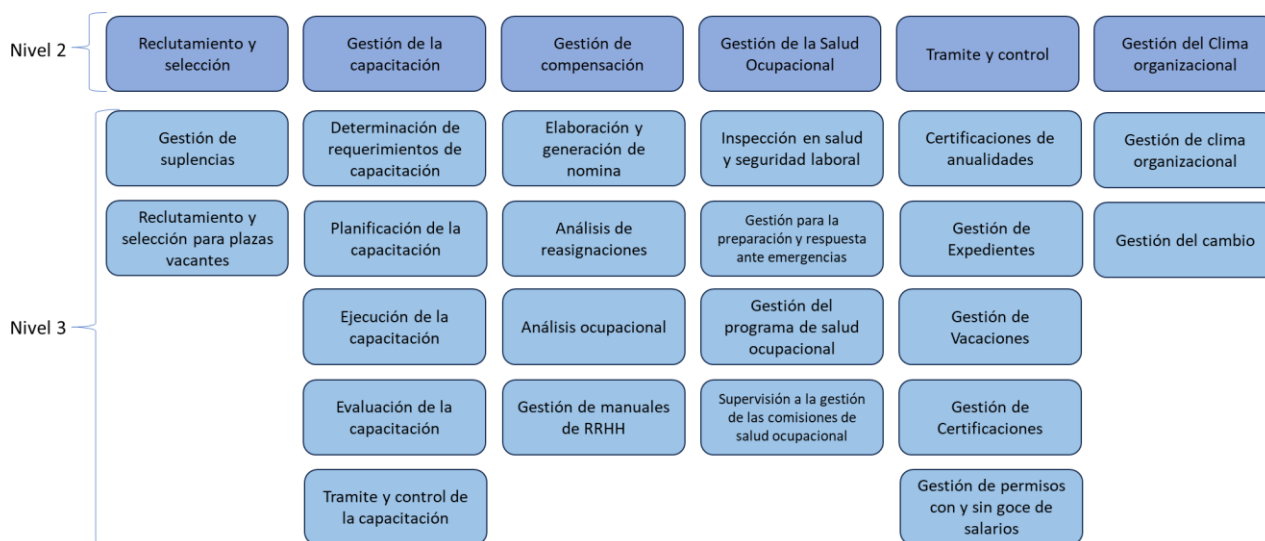 Nivel 2
Reclutamiento y
selección
Gestión de la
capacitación
Gestión de
compensación
Gestión de la Salud
Ocupacional
Tramite y control
Gestión del Clima
organizacional
Nivel 3
Gestión de
suplencias
Determinación de
requerimientos de
capacitación
Elaboración y
generación de
nomina
Inspección en salud
y seguridad laboral
Certificaciones de
anualidades
Gestión de clima
organizacional
Reclutamiento y
selección para plazas
vacantes
Planificación de la
capacitación
Análisis de
reasignaciones
Gestión para la
preparación y respuesta
ante emergencias
Gestión de
Expedientes
Gestión del cambio
Ejecución de la
capacitación
Análisis ocupacional
Gestión del
programa de salud
ocupacional
Gestión de
Vacaciones
Evaluación de la
capacitación
Gestión de manuales
de RRHH
Supervisión a la gestión
de las comisiones de
salud ocupacional
Gestión de
Certificaciones
Tramite y control de
la capacitación
Gestión de permisos
con y sin goce de
salarios